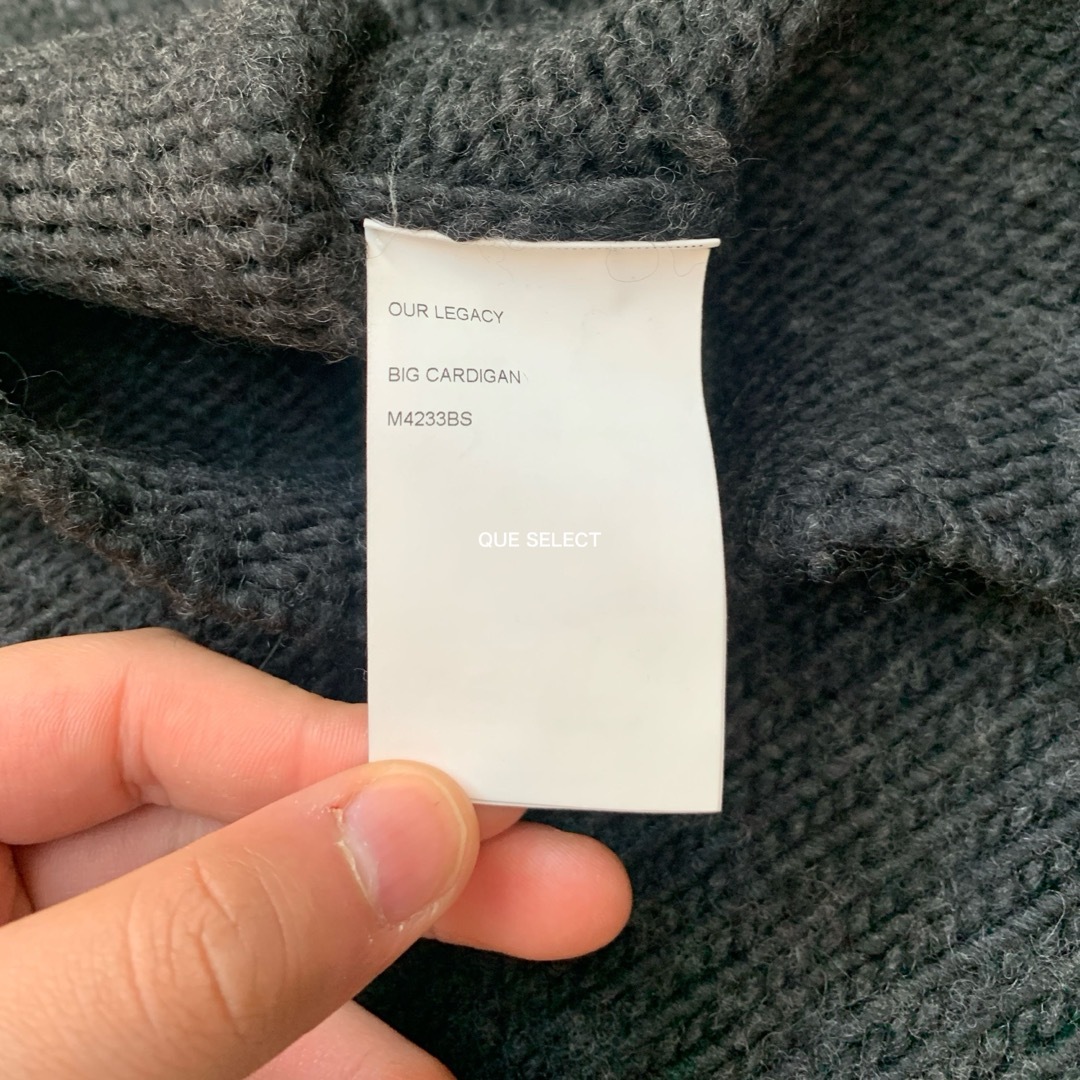 OUR LEGACY
BIG CARDIGAN
M4233BS
QUE SELECT